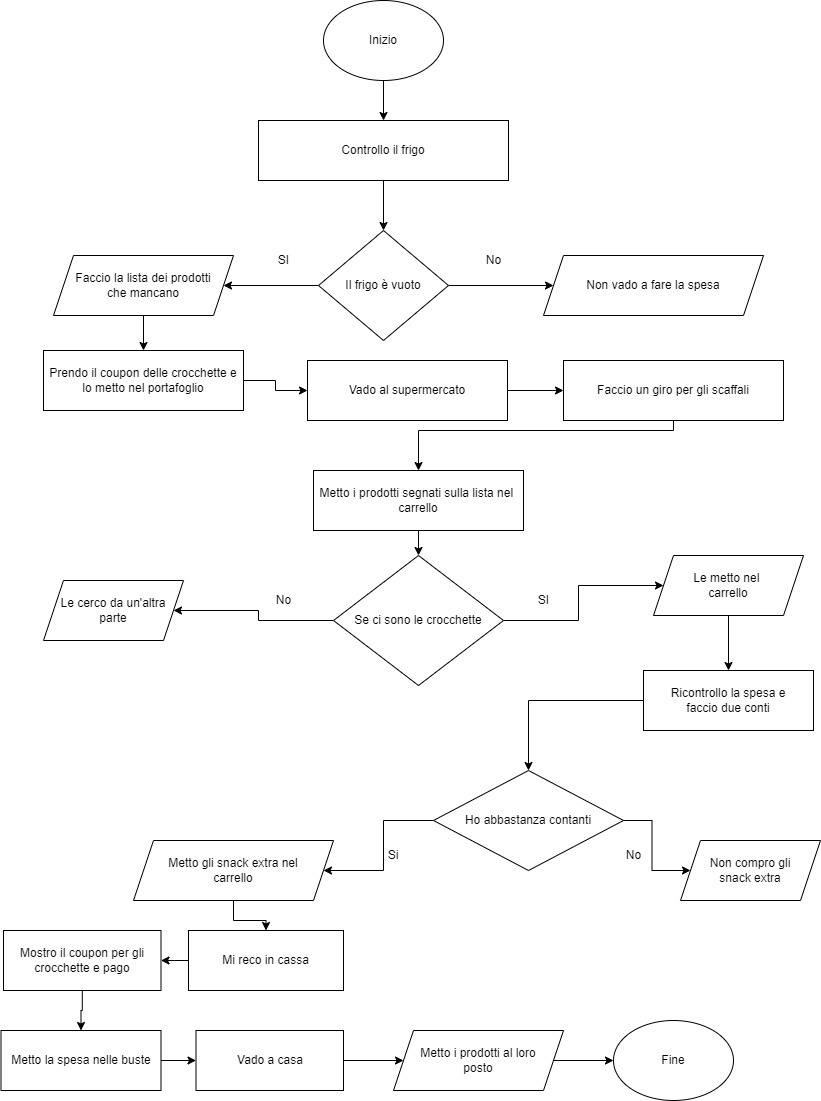 Inizio
Controllo il frigo
SI
No
Faccio la lista dei prodotti
che mancano
Il frigo è vuoto
Non vado a fare la spesa
Prendo il coupon delle crocchette e
lo metto nel portafoglio
Vado al supermercato
Faccio un giro per gli scaffali
Metto i prodotti segnati sulla lista nel
carrello
Le cerco da un'altra
parte
No
Se ci sono le crocchette
SI
Le metto nel
carrello
Ricontrollo la spesa e
faccio due conti
Ho abbastanza contanti
Si
No
Metto gli snack extra nel
carrello
Non compro gli
snack extra
Mostro il coupon per gli
crocchette e pago
Mi reco in cassa
Metto la spesa nelle buste
Vado a casa
Metto i prodotti al loro
posto
Fine